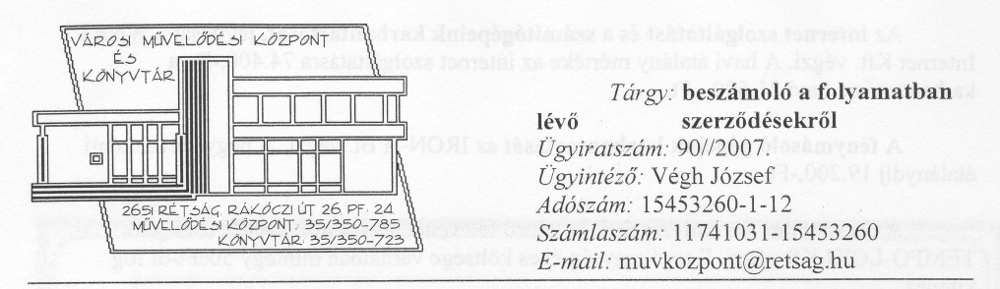 VÁROSI MŰVELŐDÉSI KÖZPONT
ÉS
KÖNYVTÁR
2651 RÉTSÁG, RÁKÓCZI ÚT 26. PF.: 24.
MŰVELŐDÉSI KÖZPONT: 35/350-785
KÖNYVTÁR: 35/350-723
Tárgy: beszámoló a folyamatban
lévő szerződésekről
Ügyiratszám: 90//2007.
Ügyintéző: Végh József
Adószám: 15453260-1-12
Számlaszám: 11741031-15453260
E-mail: muvkozpont@retsag.hu